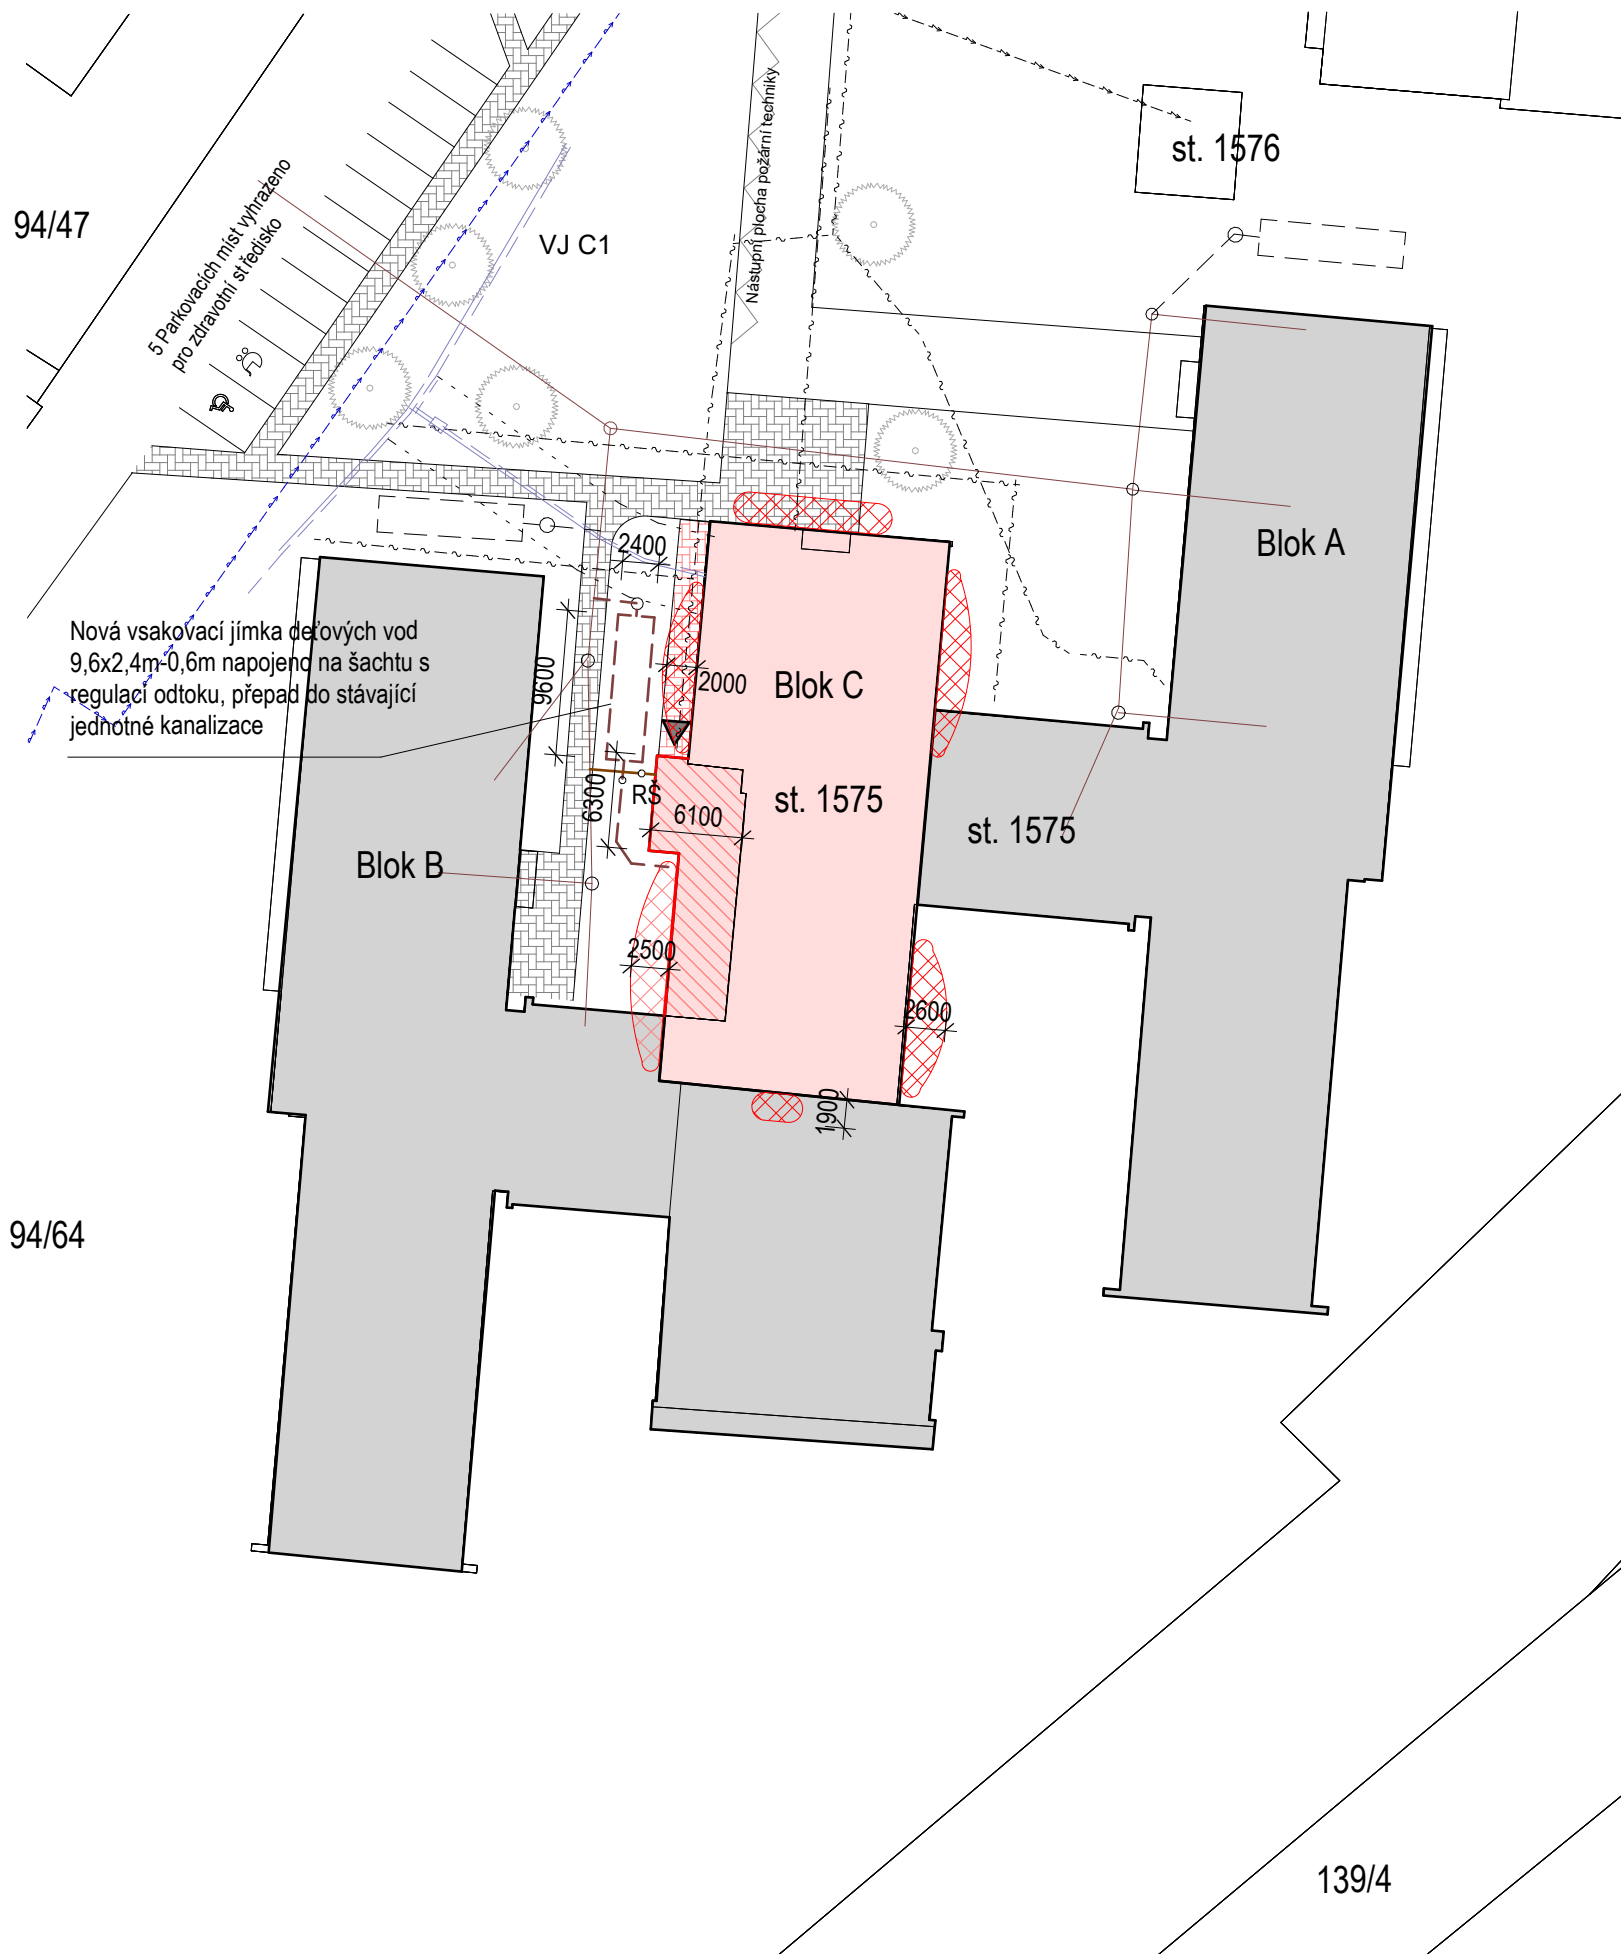 st. 1576
94/47
5 Parkovacích míst vyhrazeno
pro zdravotní středisko
VJ C1
Nástupní plocha požární techniky
Blok A
2400
Nová vsakovací jímka dešťových vod
9,6x2,4m-0,6m napojeno na šachtu s
regulací odtoku, přepad do stávající
jednotné kanalizace
9600
2000
Blok C
6300
RŠ
6100
st. 1575
st. 1575
Blok B
2500
2600
1900
94/64
139/4